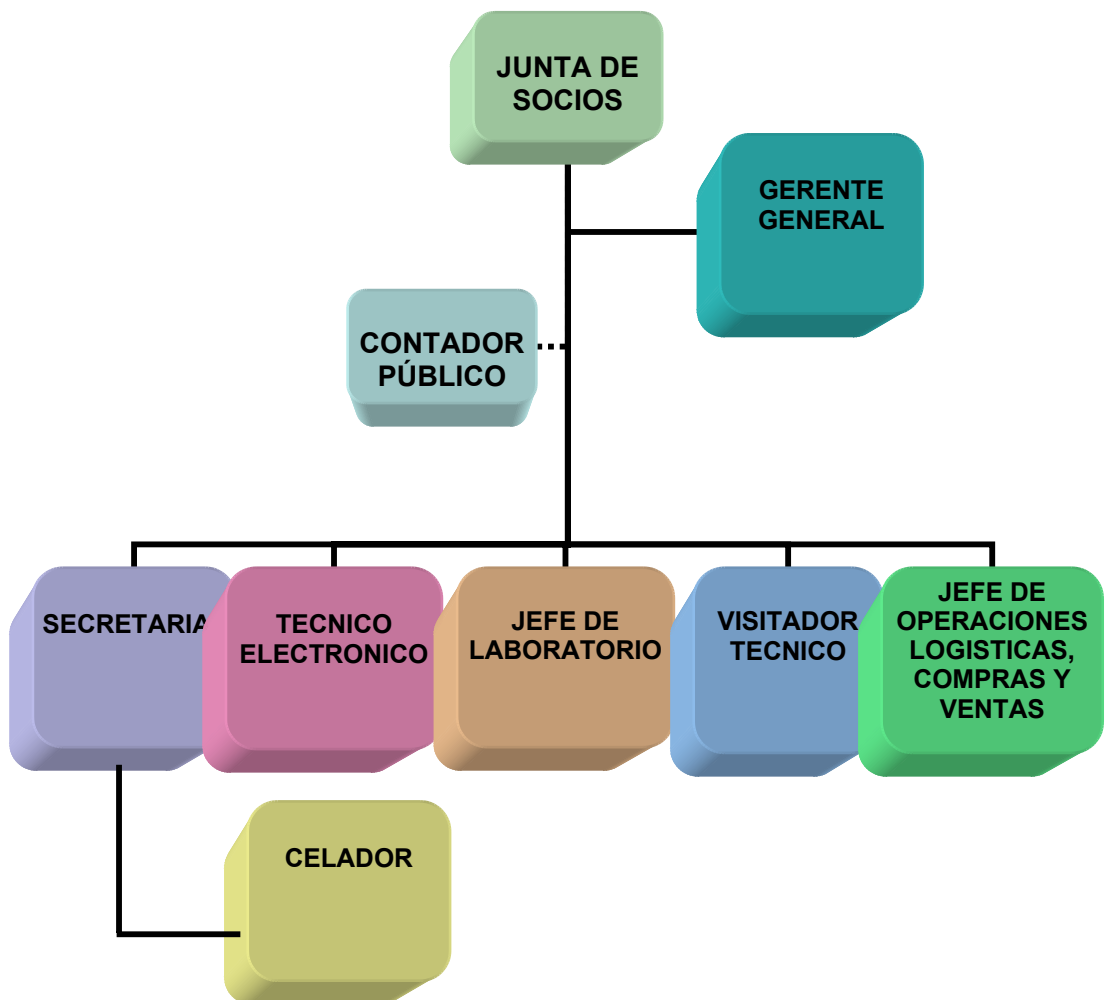 JUNTA DE
SOCIOS
GERENTE
GENERAL
CONTADOR
PÚBLICO
SECRETARIA
TECNICO
ELECTRONICO
JEFE DE
LABORATORIO
VISITADOR
TECNICO
JEFE DE
OPERACIONES
LOGISTICAS,
COMPRAS Y
VENTAS
CELADOR